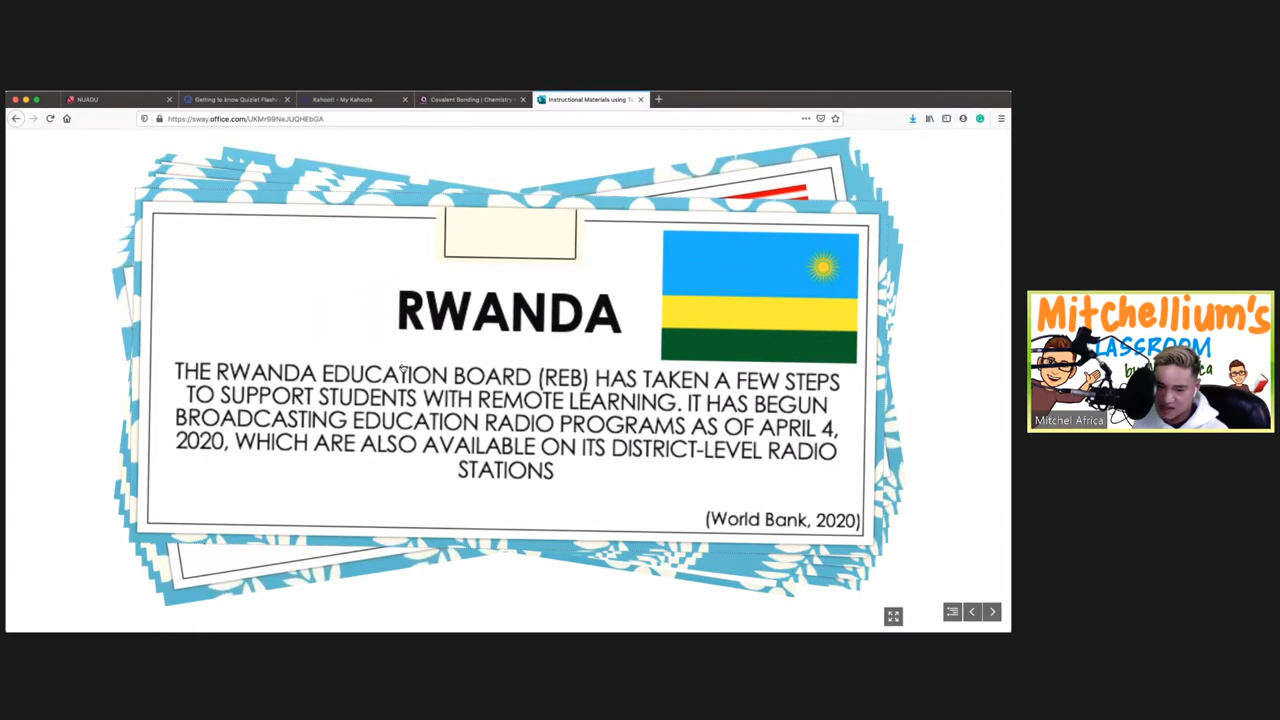 NUADU
Getting to know Quizlet Flashc
Kahoot! - My Kahoots
Covalent Bonding | Chemistry
Instructional Materials using Te
https://sway.office.com/UKMr99NeJUQHEbGA
RWANDA
THE RWANDA EDUCATION BOARD (REB) HAS TAKEN A FEW STEPS
TO SUPPORT STUDENTS WITH REMOTE LEARNING. IT HAS BEGUN
BROADCASTING EDUCATION RADIO PROGRAMS AS OF APRIL 4,
2020, WHICH ARE ALSO AVAILABLE ON ITS DISTRICT-LEVEL RADIO
STATIONS
(World Bank, 2020)
Mitchellium's
CLASSROOM
by
Mitchel Africa